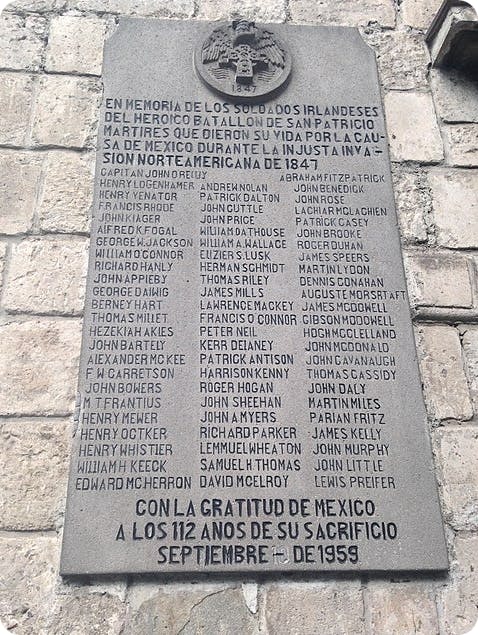 1847
EN MEMORIA DE LOS SOLDADOS IRLANDESES
DEL HEROICO BATALLON DE SAN PATRICIO
MARTIRES QUE DIERON SU VIDA POR LA CAU-
SA DE MEXICO DURANTE LA INJUSTA INVA-
SION NORTEAMERICANA DE 1847
CAPITAN JOHN O'REILLY ABRAHAM FITZPATRICK
HENRY LOGENHAMER ANDREW NOLAN JOHN BENEDICK
HENRY VENATOR PATRICK DALTON JOHN ROSE
FRANCIS RHODE JOHN CUTTLE LACHLAR MCLACHEN
JOHN KLAGER JOHN PRICE PATRICK CASEY
ALFRED K. FOGAL WILLIAM OATHOUSE JOHN BROOKE
GEORGE W. JACKSON WILLIAM A. WALLACE ROGER DUHAN
WILLIAM O'CONNOR ELIZIER S. LUSK JAMES SPEERS
RICHARD HANLY HERMAN SCHMIDT MARTIN LYDON
JOHN APPLEBY THOMAS RILEY DENNIS CONAHAN
GEORGE DALWIG JAMES MILLS AUGUSTE MORSTAFT
BERNEY HART LAWRENCE MACKEY JAMES MCDOWELL
THOMAS MILLET FRANCIS O'CONNOR GIBSON MCDOWELL
HEZEKIAH AKLES PETER NEIL HOGH MCCLELLAND
JOHN BARTELY KERR DELANEY JOHN MCDONALD
ALEXANDER MCKEE PATRICK ANTISON JOHN CAVANAUGH
F. W. GARRETSON HARRISON KENNY THOMAS CASSIDY
JOHN BOWERS ROGER HOGAN JOHN DALY
M T FRANTIUS JOHN SHEEHAN MARTIN MILES
HENRY MEWER JOHN A MYERS PARIAN FRITZ
HENRY OCTKER RICHARD PARKER JAMES KELLY
HENRY WHISTLER LEMMUEL WHEATON JOHN MURPHY
WILLIAM H KEECK SAMUEL H THOMAS JOHN LITTLE
EDWARD MCHERRON DAVID MCELROY LEWIS PREIFER
CON LA GRATITUD DE MEXICO
A LOS 112 AÑOS DE SU SACRIFICIO
SEPTIEMBRE - DE 1959